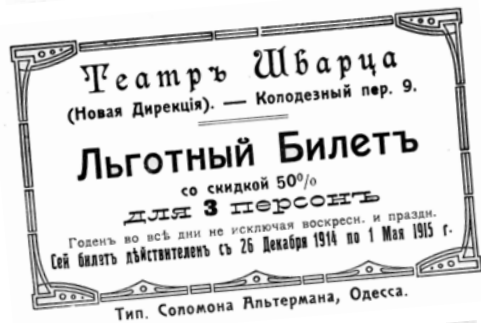 Театръ Шварца
(Новая Дирекція). — Колодезный пер. 9.
Льготный Билетъ
со скидкой 50%
для 3 персонъ
Годенъ во всѣ дни не исключая воскресн. и праздн.
Сей билетъ дѣйствителенъ съ 26 Декабря 1914 по 1 Мая 1915 г.
Тип. Соломона Яльтермана, Одесса.